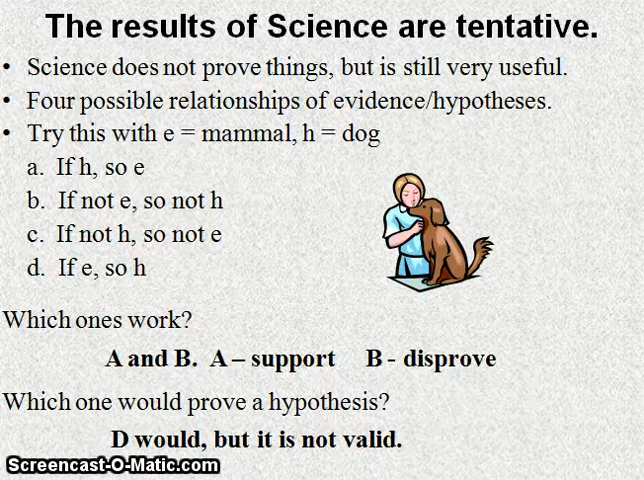 The results of Science are tentative.
• Science does not prove things, but is still very useful.
• Four possible relationships of evidence/hypotheses.
• Try this with e = mammal, h = dog
a. If h, so e
b. If not e, so not h
c. If not h, so not e
d. If e, so h
Which ones work?
A and B. A – support B - disprove
Which one would prove a hypothesis?
D would, but it is not valid.
Screencast-O-Matic.com